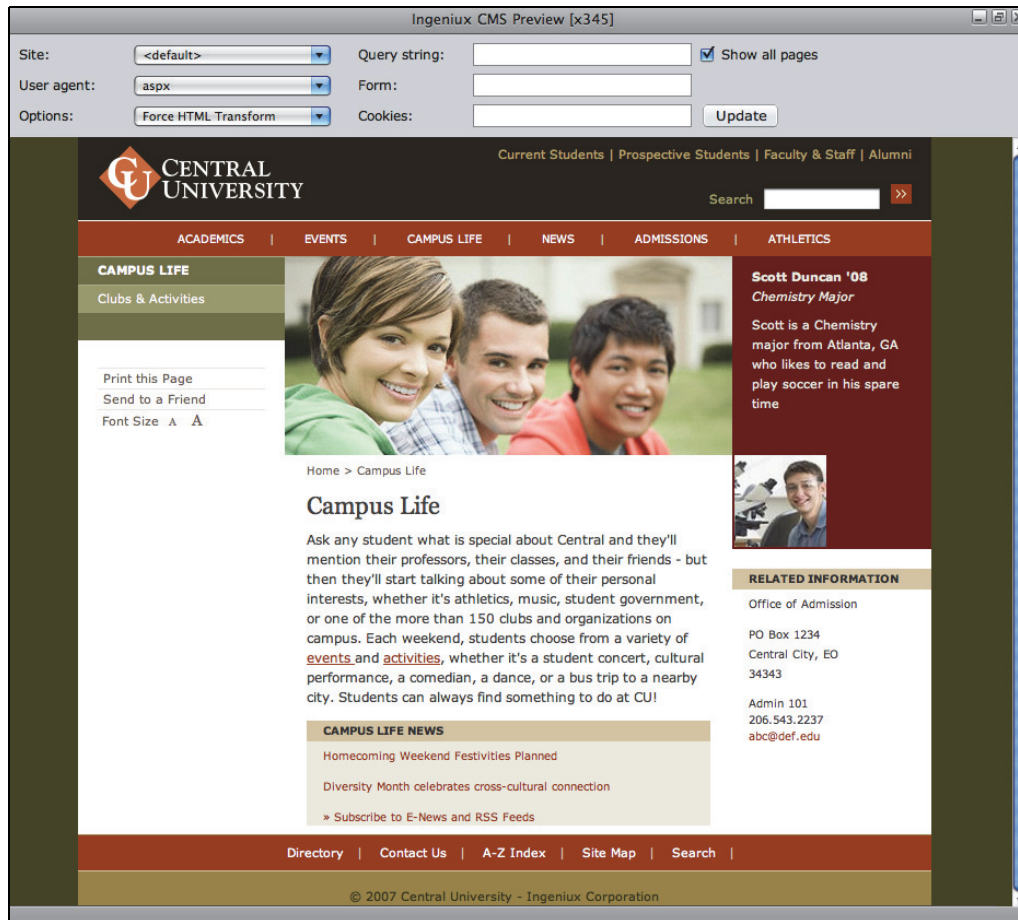 Ingeniux CMS Preview [x345]
Site: <default> Query string: Show all pages
User agent: aspx Form:
Options: Force HTML Transform Cookies: Update
CU
CENTRAL
UNIVERSITY
Current Students | Prospective Students | Faculty & Staff | Alumni
Search >>
ACADEMICS | EVENTS | CAMPUS LIFE | NEWS | ADMISSIONS | ATHLETICS
CAMPUS LIFE
Clubs & Activities
Print this Page
Send to a Friend
Font Size A A
Scott Duncan '08
Chemistry Major
Scott is a Chemistry
major from Atlanta, GA
who likes to read and
play soccer in his spare
time
Home > Campus Life
Campus Life
Ask any student what is special about Central and they'll
mention their professors, their classes, and their friends - but
then they'll start talking about some of their personal
interests, whether it's athletics, music, student government,
or one of the more than 150 clubs and organizations on
campus. Each weekend, students choose from a variety of
events and activities, whether it's a student concert, cultural
performance, a comedian, a dance, or a bus trip to a nearby
city. Students can always find something to do at CU!
CAMPUS LIFE NEWS
Homecoming Weekend Festivities Planned
Diversity Month celebrates cross-cultural connection
» Subscribe to E-News and RSS Feeds
RELATED INFORMATION
Office of Admission
PO Box 1234
Central City, EO
34343
Admin 101
206.543.2237
abc@def.edu
Directory | Contact Us | A-Z Index | Site Map | Search |
© 2007 Central University - Ingeniux Corporation